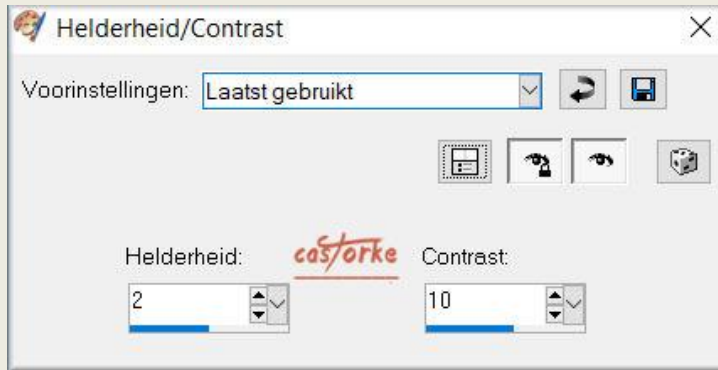 Helderheid/Contrast
Voorinstellingen: Laatst gebruikt
Helderheid: castorke Contrast:
2 10